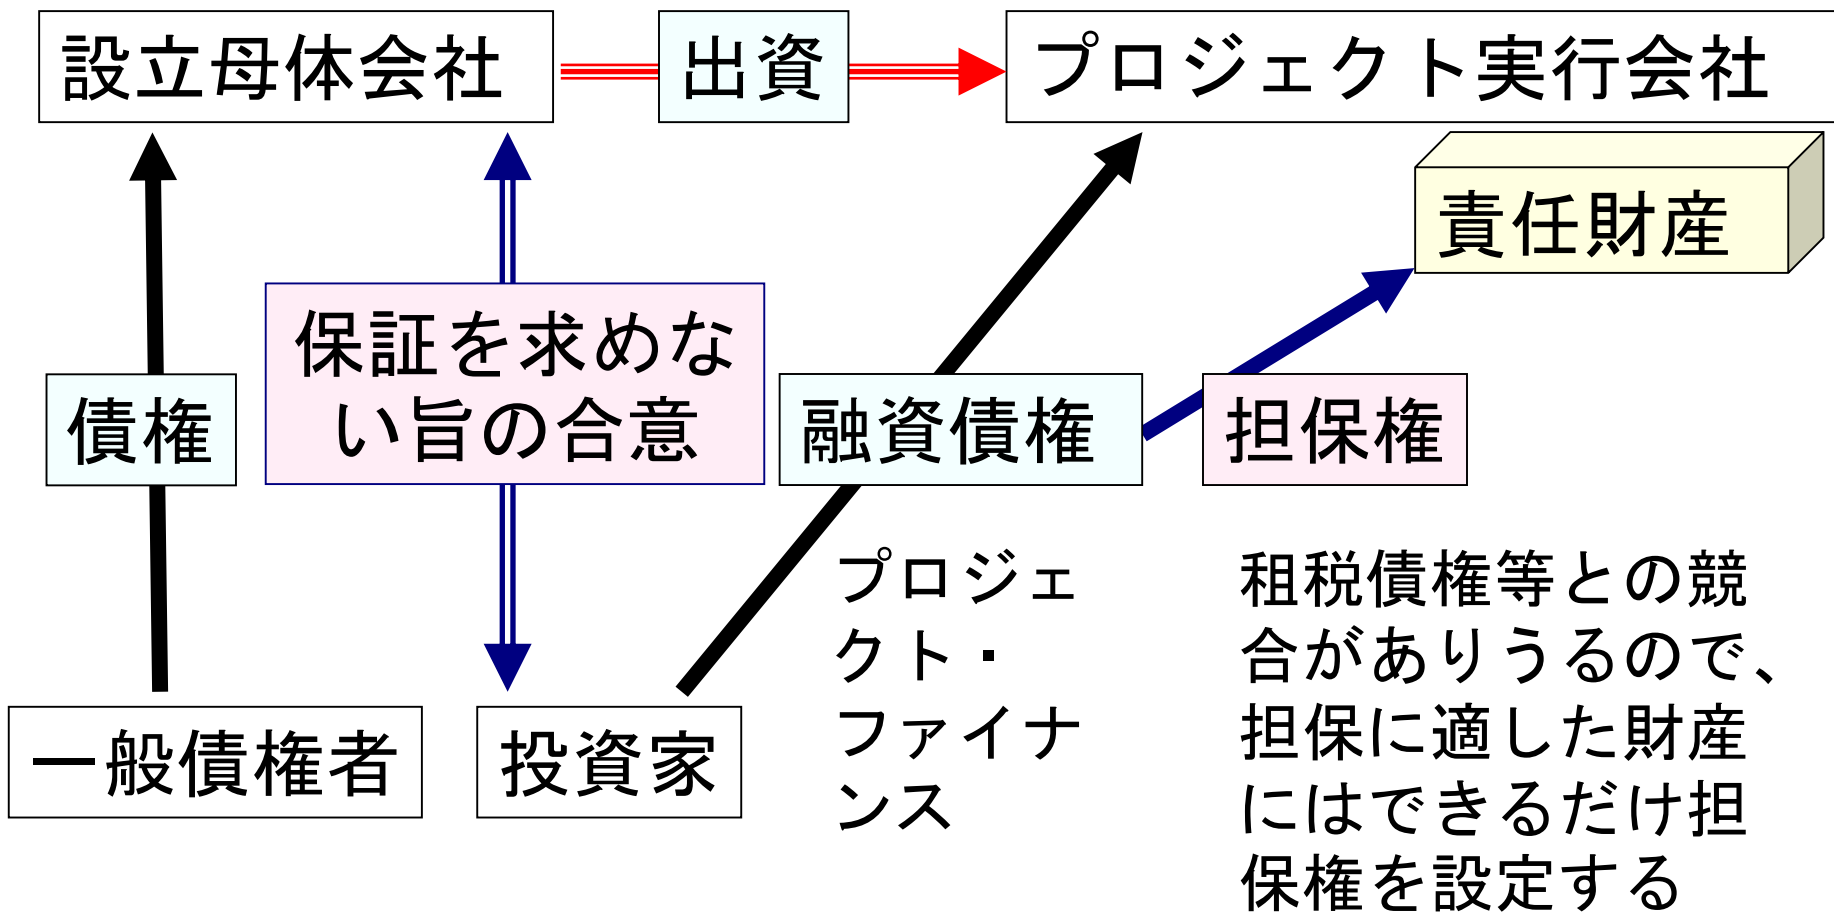 設立母体会社
出資
プロジェクト実行会社
責任財産
保証を求めな
い旨の合意
債権
融資債権
担保権
一般債権者
投資家
プロジェ
クト・
ファイナ
ンス
租税債権等との競
合がありうるので、
担保に適した財産
にはできるだけ担
保権を設定する